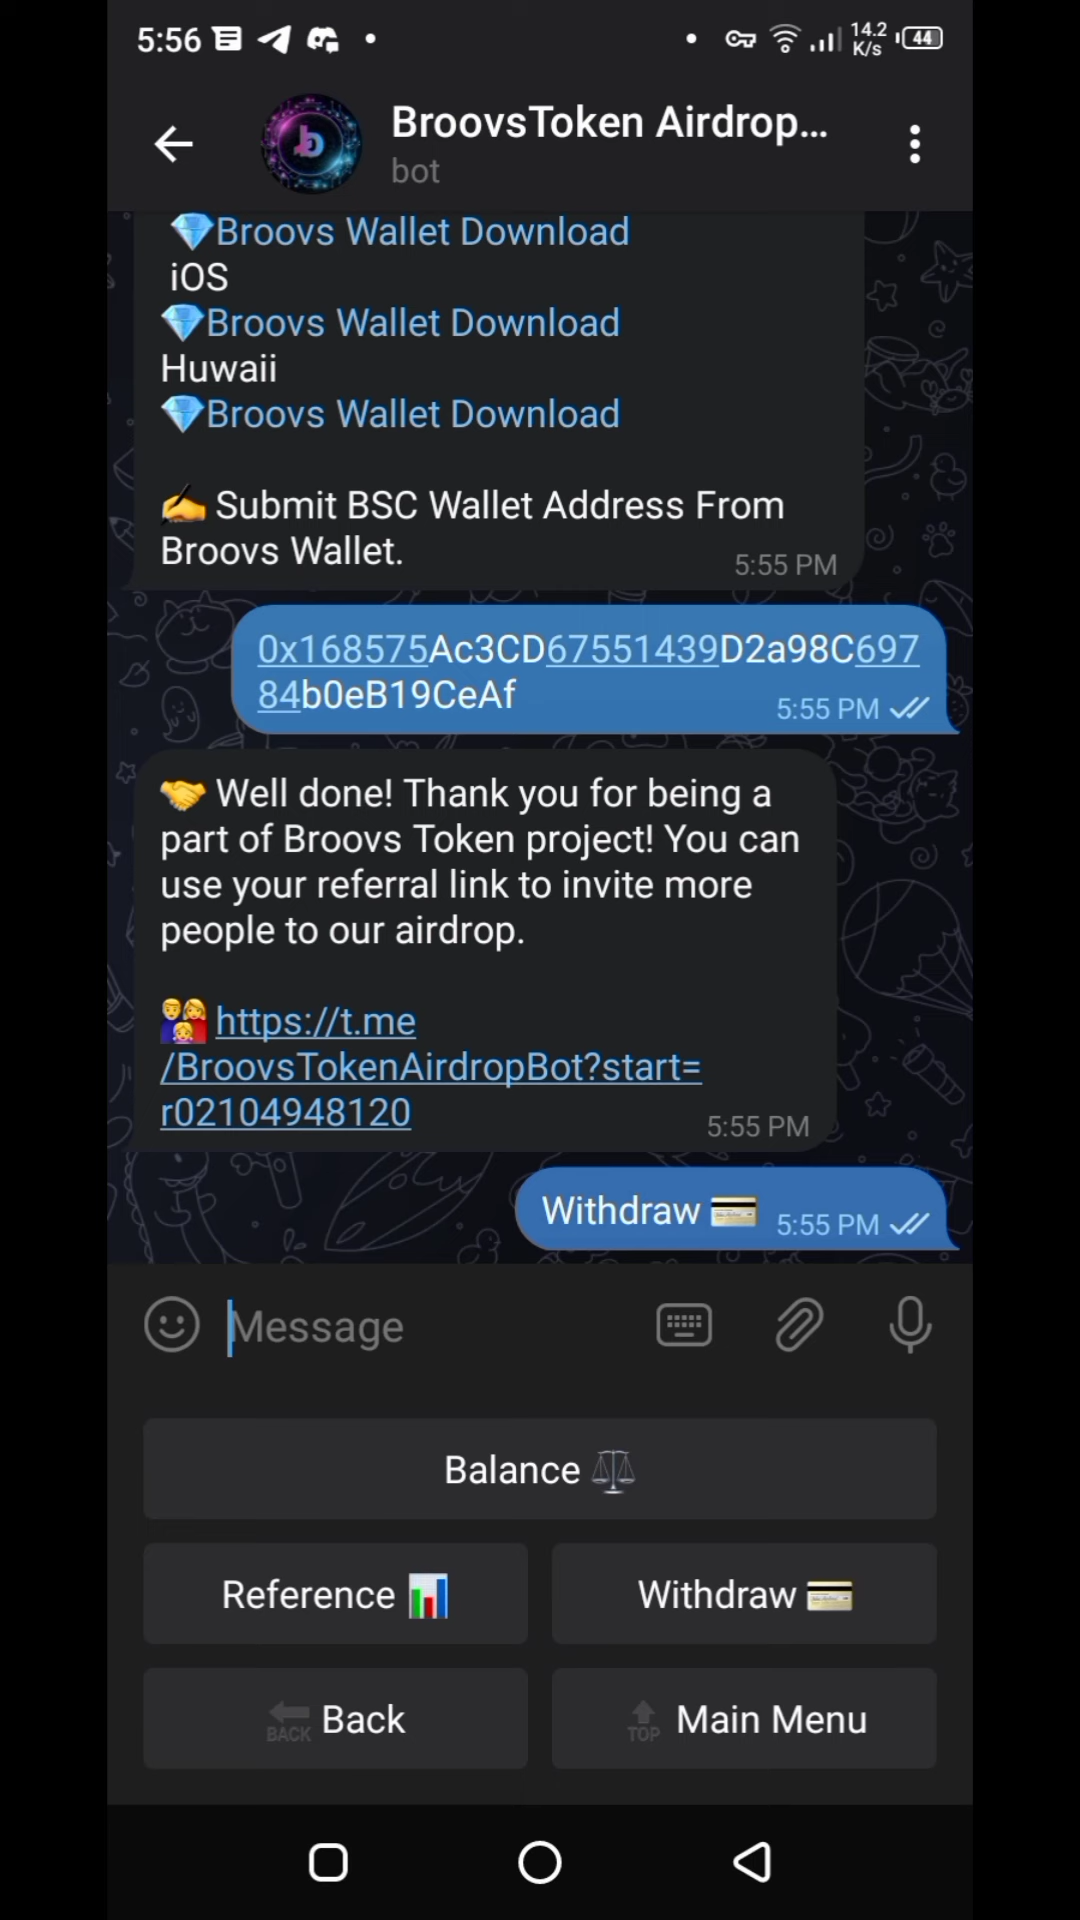 5:56
14.2
K/s
44
BroovsToken Airdrop...
bot
💎Broovs Wallet Download
iOS
💎Broovs Wallet Download
Huwaii
💎Broovs Wallet Download
✍️ Submit BSC Wallet Address From
Broovs Wallet.
5:55 PM
0x168575Ac3CD67551439D2a98C697
84b0eB19CeAf
5:55 PM
🤝 Well done! Thank you for being a
part of Broovs Token project! You can
use your referral link to invite more
people to our airdrop.
👨‍👩‍👧 https://t.me
/BroovsTokenAirdropBot?start=
r02104948120
5:55 PM
Withdraw 💳
5:55 PM
Message
Balance ⚖️
Reference 📊
Withdraw 💳
🔙 Back
🔝 Main Menu